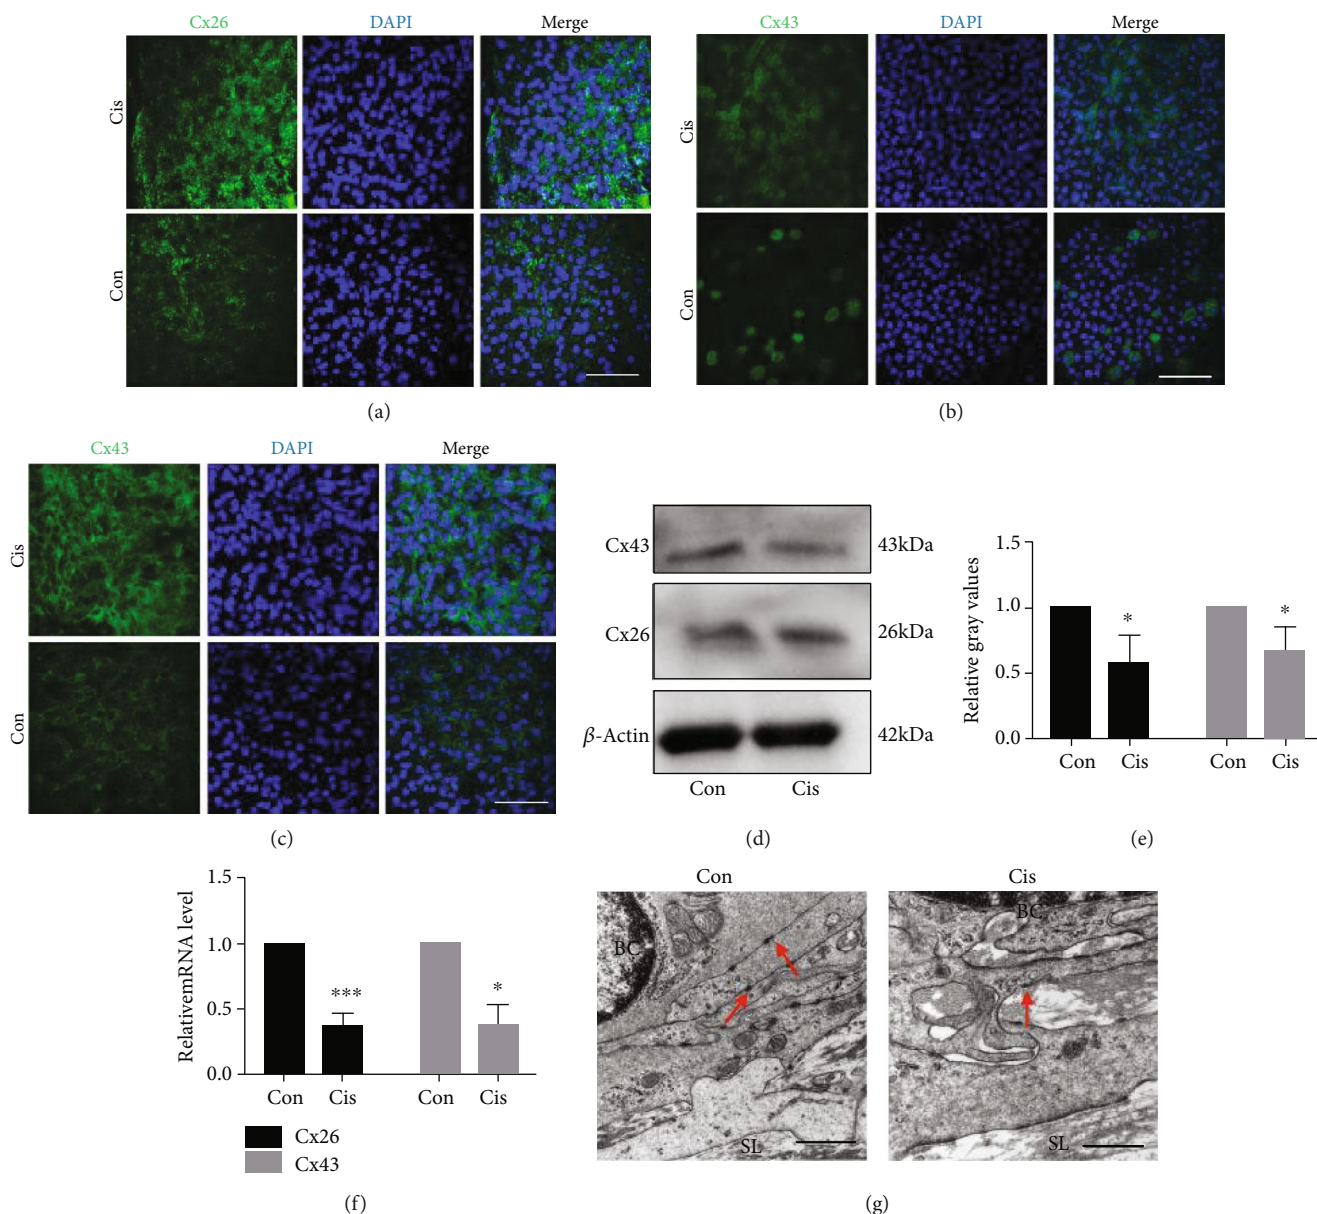 Cx26 DAPI Merge
Cis
Con
(a)
Cx43 DAPI Merge
Cis
Con
(b)
Cx43 DAPI Merge
Cis
Con
(c)
Cx43 43kDa
Cx26 26kDa
β-Actin 42kDa
Con Cis
(d)
Relative gray values
1.5
1.0
0.5
0.0
* *
Con Cis Con Cis
(e)
RelativemRNA level
1.5
1.0
0.5
0.0
*** *
Con Cis Con Cis
Cx26
Cx43
(f)
Con Cis
BC BC
SL SL
(g)